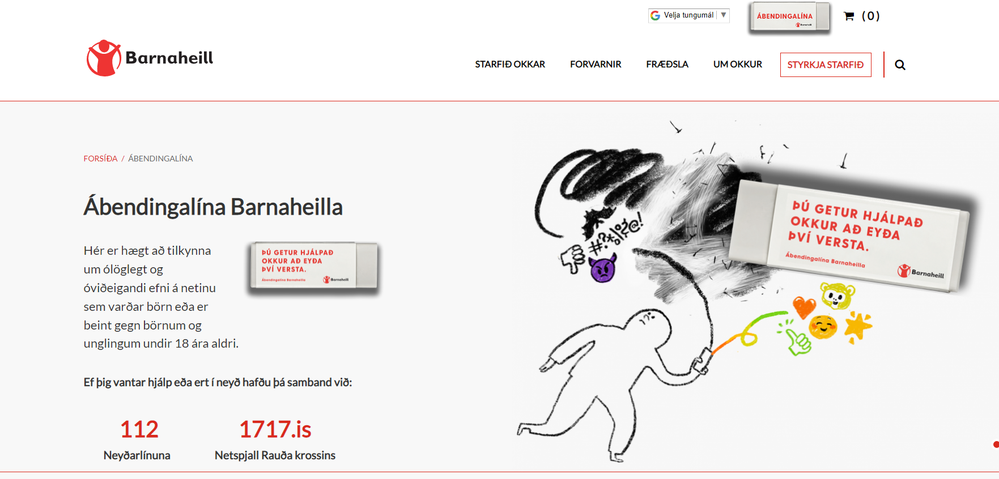 Velja tungumál
ÁBENDINGALÍNA
Barnaheill
(0)
Barnaheill
STARFIÐ OKKAR
FORVARNIR
FRÆÐSLA
UM OKKUR
STYRKJA STARFIÐ
FORSÍÐA / ÁBENDINGALÍNA
Ábendingalína Barnaheilla
Hér er hægt að tilkynna
um ólöglegt og
óviðeigandi efni á netinu
sem varðar börn eða er
beint gegn börnum og
unglingum undir 18 ára aldri.
ÞÚ GETUR HJÁLPAÐ
OKKUR AÐ EYÐA
ÞVÍ VERSTA.
Ábendingalína Barnaheilla
Barnaheill
Ef þig vantar hjálp eða ert í neyð hafðu þá samband við:
112
Neyðarlínuna
1717.is
Netspjall Rauða krossins
#?*!@!
ÞÚ GETUR HJÁLPAÐ
OKKUR AÐ EYÐA
ÞVÍ VERSTA.
Ábendingalína Barnaheilla
Barnaheill